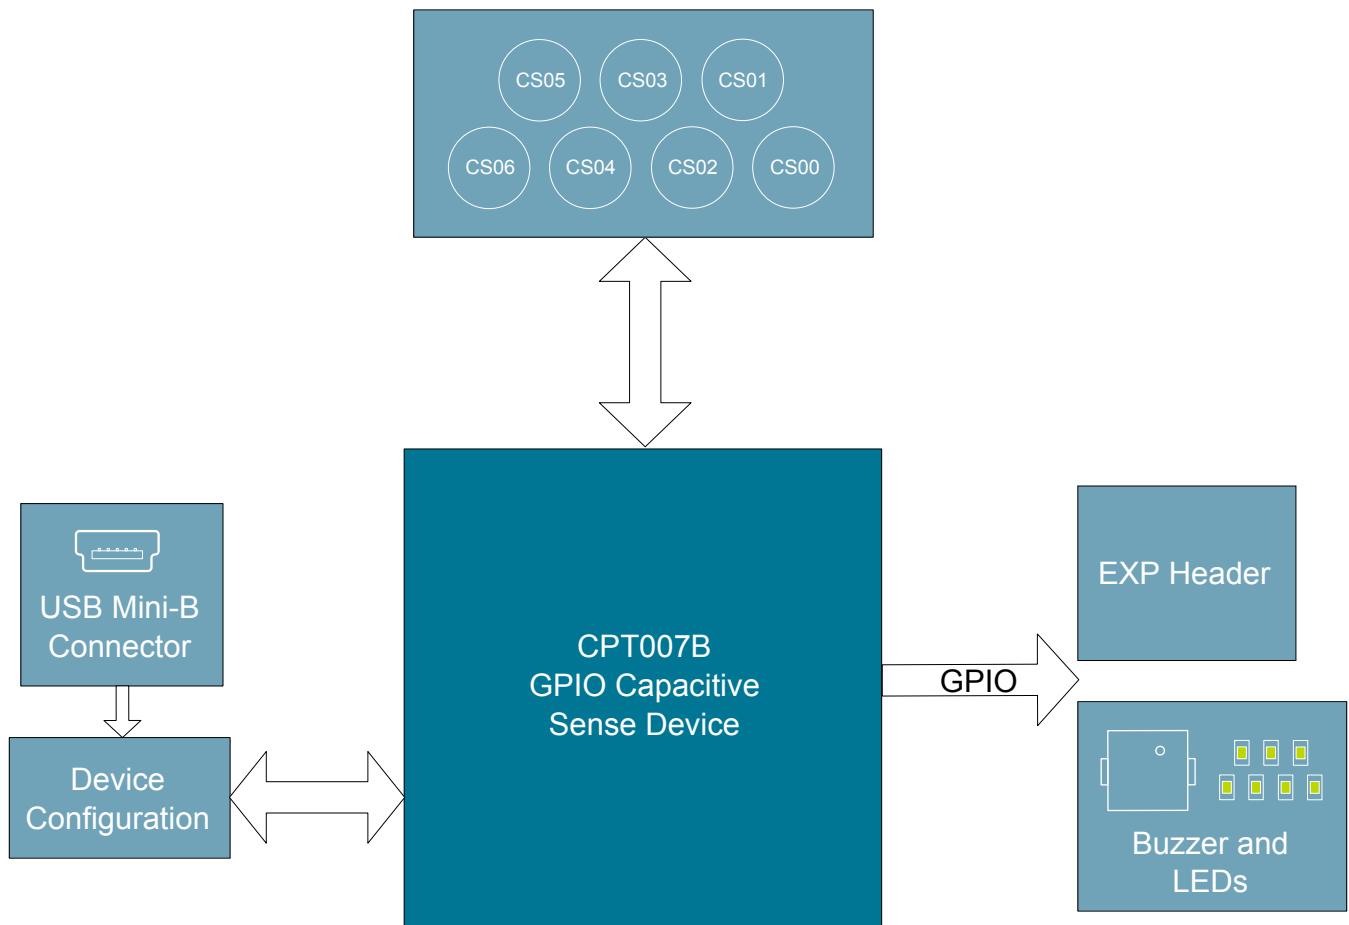 CS05 CS03 CS01
CS06 CS04 CS02 CS00
USB Mini-B
Connector
Device
Configuration
CPT007B
GPIO Capacitive
Sense Device
GPIO
EXP Header
Buzzer and
LEDs